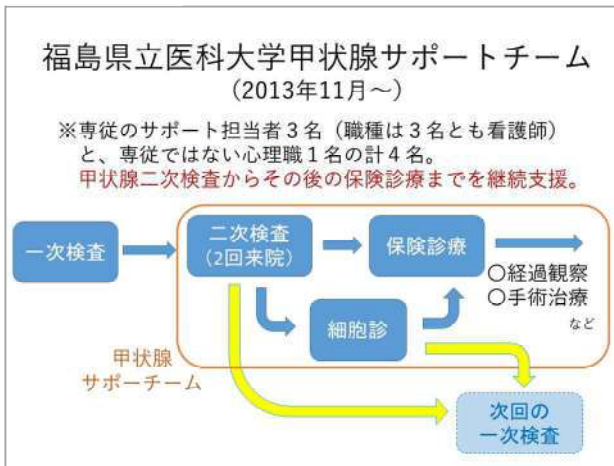 福島県立医科大学甲状腺サポートチーム
(2013年11月~)
※専従のサポート担当者3名(職種は3名とも看護師)
と、専従ではない心理職1名の計4名。
甲状腺二次検査からその後の保険診療までを継続支援。
一次検査
二次検査
(2回来院)
保険診療
○経過観察
○手術治療
など
細胞診
甲状腺
サポーチーム
次回の
一次検査